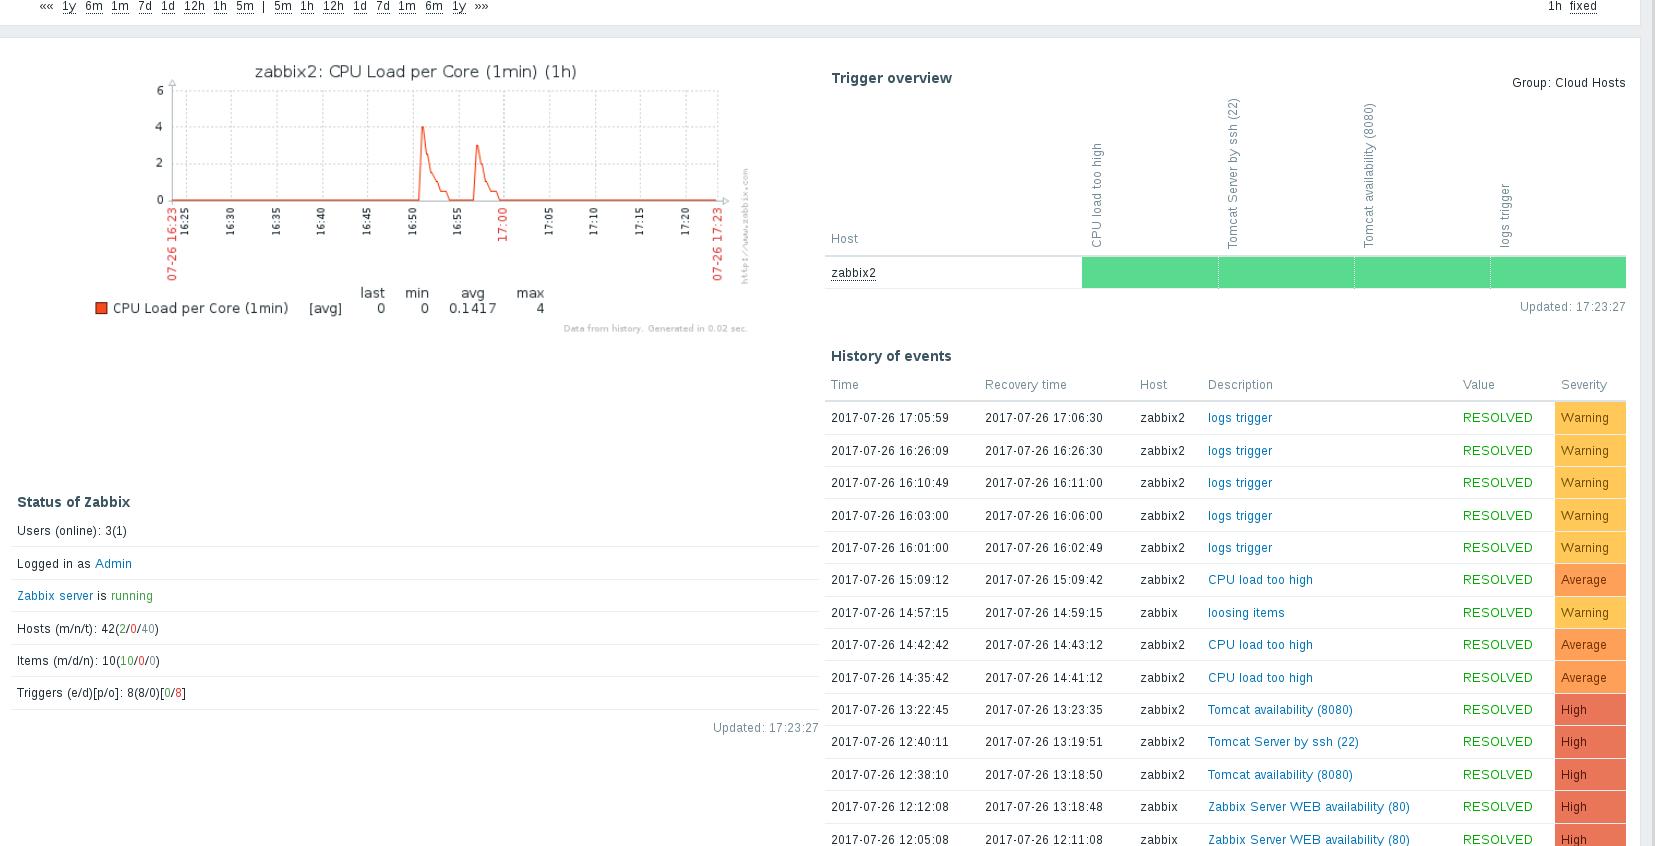 «« 1y 6m 1m 7d 1d 12h 1h 5m | 5m 1h 12h 1d 7d 1m 6m 1y »»
1h fixed
zabbix2: CPU Load per Core (1min) (1h)
6
4
2
0
07-26 16:23
16:25
16:30
16:35
16:40
16:45
16:50
16:55
17:00
17:05
17:10
17:15
17:20
07-26 17:23
http://www.zabbix.com
last min avg max
CPU Load per Core (1min) [avg] 0 0 0.1417 4
Data from history. Generated in 0.02 sec.
Status of Zabbix
Users (online): 3(1)
Logged in as Admin
Zabbix server is running
Hosts (m/n/t): 42(2/0/40)
Items (m/d/n): 10(10/0/0)
Triggers (e/d)[p/o]: 8(8/0)[0/8]
Updated: 17:23:27
Trigger overview
Group: Cloud Hosts
Host
CPU load too high
Tomcat Server by ssh (22)
Tomcat availability (8080)
logs trigger
zabbix2
Updated: 17:23:27
History of events
Time Recovery time Host Description Value Severity
2017-07-26 17:05:59 2017-07-26 17:06:30 zabbix2 logs trigger RESOLVED Warning
2017-07-26 16:26:09 2017-07-26 16:26:30 zabbix2 logs trigger RESOLVED Warning
2017-07-26 16:10:49 2017-07-26 16:11:00 zabbix2 logs trigger RESOLVED Warning
2017-07-26 16:03:00 2017-07-26 16:06:00 zabbix2 logs trigger RESOLVED Warning
2017-07-26 16:01:00 2017-07-26 16:02:49 zabbix2 logs trigger RESOLVED Warning
2017-07-26 15:09:12 2017-07-26 15:09:42 zabbix2 CPU load too high RESOLVED Average
2017-07-26 14:57:15 2017-07-26 14:59:15 zabbix loosing items RESOLVED Warning
2017-07-26 14:42:42 2017-07-26 14:43:12 zabbix2 CPU load too high RESOLVED Average
2017-07-26 14:35:42 2017-07-26 14:41:12 zabbix2 CPU load too high RESOLVED Average
2017-07-26 13:22:45 2017-07-26 13:23:35 zabbix2 Tomcat availability (8080) RESOLVED High
2017-07-26 12:40:11 2017-07-26 13:19:51 zabbix2 Tomcat Server by ssh (22) RESOLVED High
2017-07-26 12:38:10 2017-07-26 13:18:50 zabbix2 Tomcat availability (8080) RESOLVED High
2017-07-26 12:12:08 2017-07-26 13:18:48 zabbix Zabbix Server WEB availability (80) RESOLVED High
2017-07-26 12:05:08 2017-07-26 12:11:08 zabbix Zabbix Server WEB availability (80) RESOLVED High